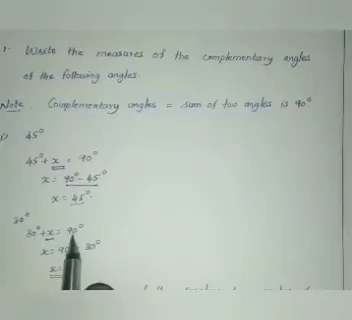 1. Write the measures of the complementary angles
of the following angles.
Note. Complementary angles = sum of two angles is 90°
i) 45°
45° + x = 90°
x = 90° - 45°
x = 45°
30°
30° + x = 90°
x = 90 30°
x =